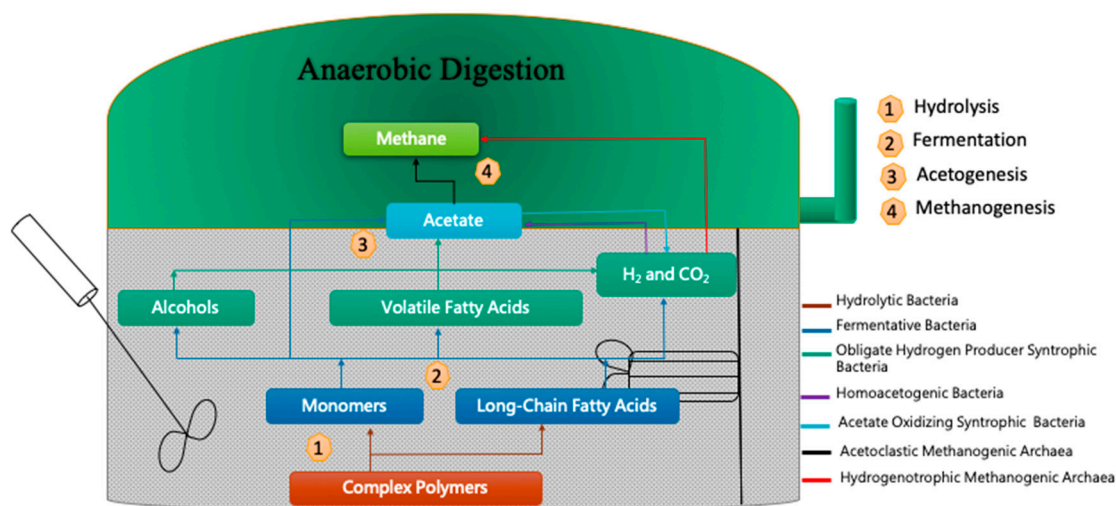 Anaerobic Digestion
Methane
4
Acetate
3
H₂ and CO₂
Alcohols
Volatile Fatty Acids
2
Monomers
Long-Chain Fatty Acids
1
Complex Polymers
1 Hydrolysis
2 Fermentation
3 Acetogenesis
4 Methanogenesis
Hydrolytic Bacteria
Fermentative Bacteria
Obligate Hydrogen Producer Syntrophic
Bacteria
Homoacetogenic Bacteria
Acetate Oxidizing Syntrophic Bacteria
Acetoclastic Methanogenic Archaea
Hydrogenotrophic Methanogenic Archaea